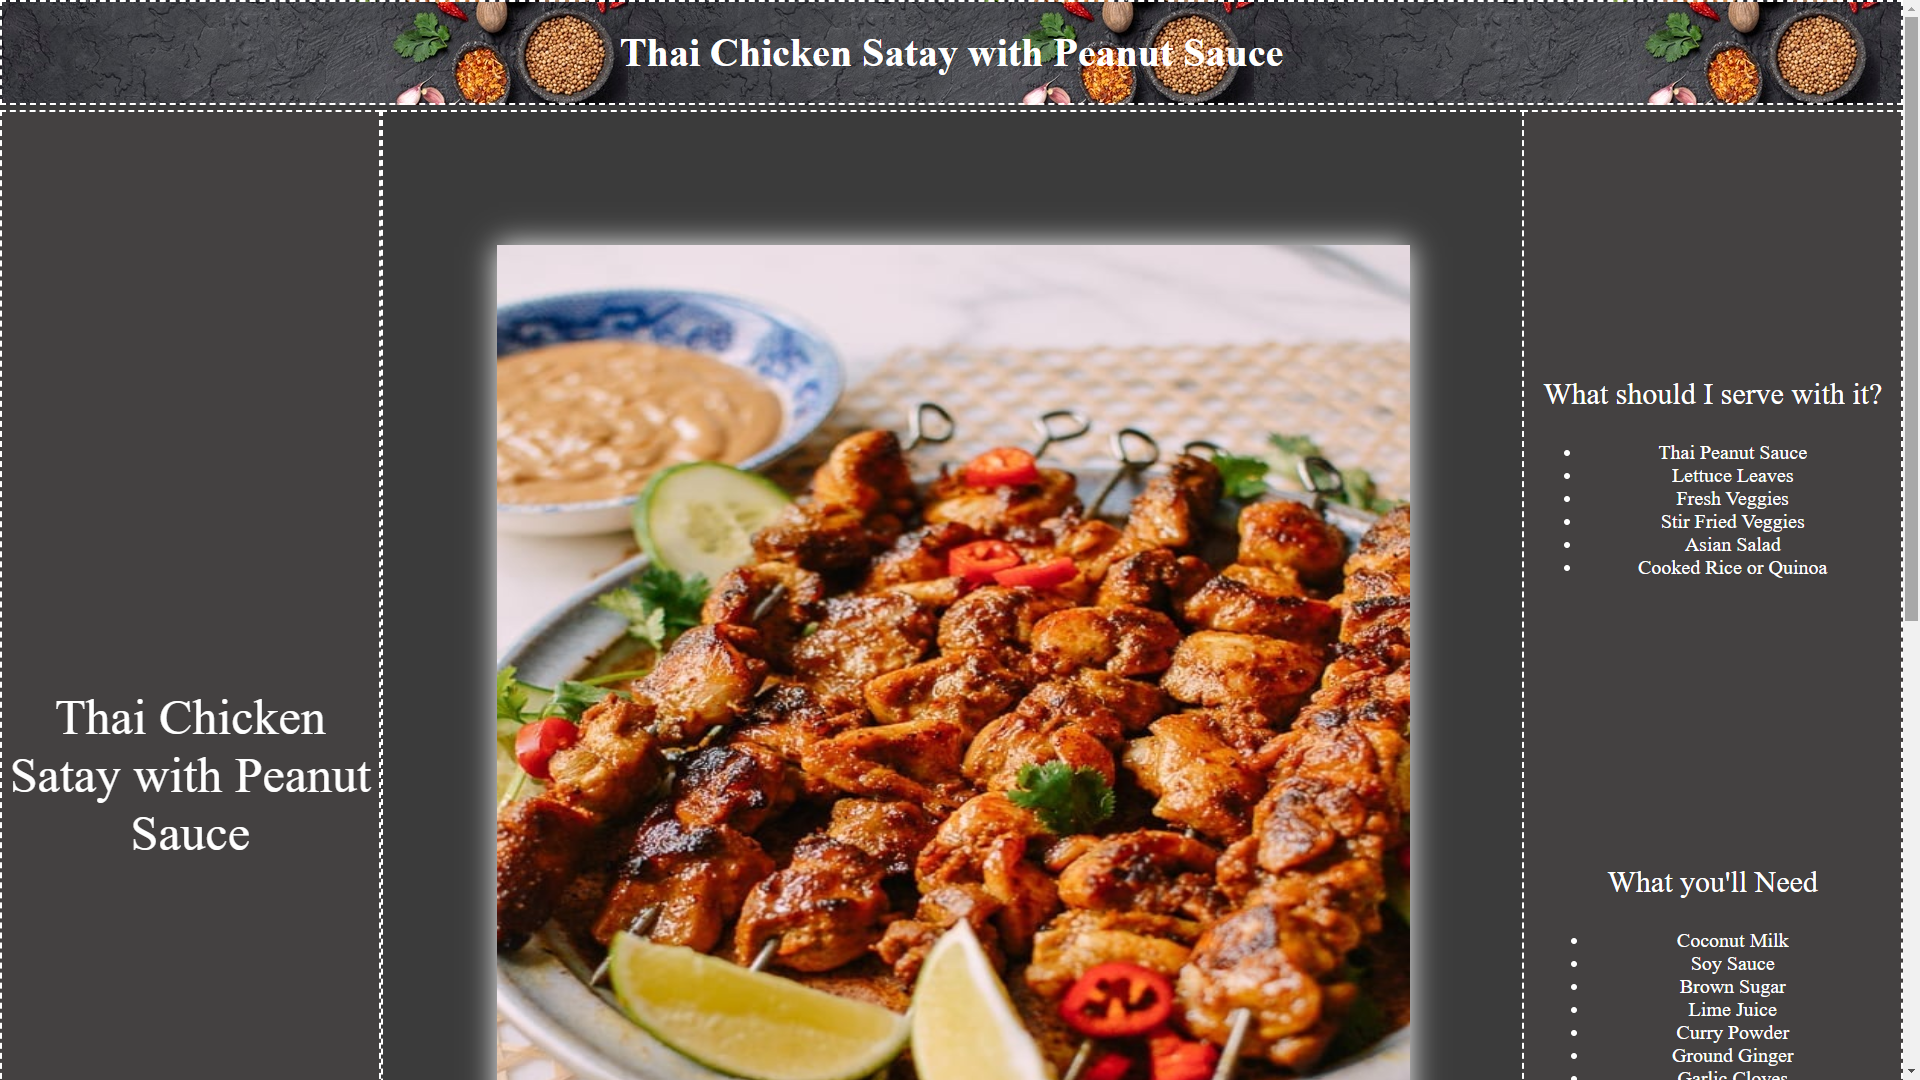 Thai Chicken Satay with Peanut Sauce
Thai Chicken
Satay with Peanut
Sauce
What should I serve with it?
Thai Peanut Sauce
Lettuce Leaves
Fresh Veggies
Stir Fried Veggies
Asian Salad
Cooked Rice or Quinoa
What you'll Need
Coconut Milk
Soy Sauce
Brown Sugar
Lime Juice
Curry Powder
Ground Ginger
Garlic Cloves